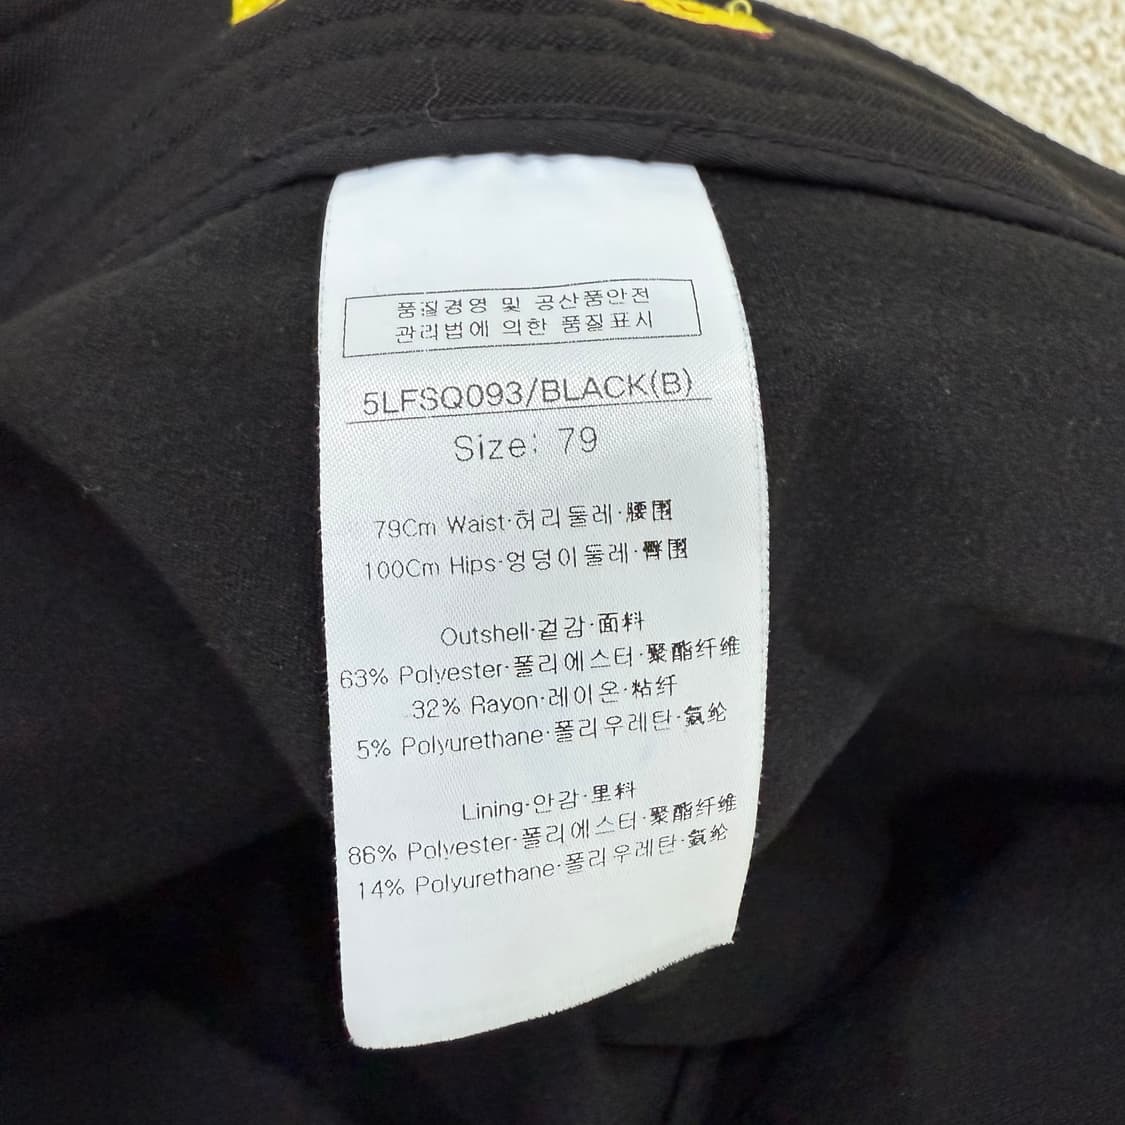 품질경영 및 공산품안전
관리법에 의한 품질표시
5LFSQ093/BLACK(B)
Size: 79
79Cm Waist·허리둘레·腰围
100Cm Hips·엉덩이둘레·臀围
Outshell·겉감·面料
63% Polyester·폴리에스터·聚酯纤维
32% Rayon·레이온·粘纤
5% Polyurethane·폴리우레탄·氨纶
Lining·안감·里料
86% Polyester·폴리에스터·聚酯纤维
14% Polyurethane·폴리우레탄·氨纶